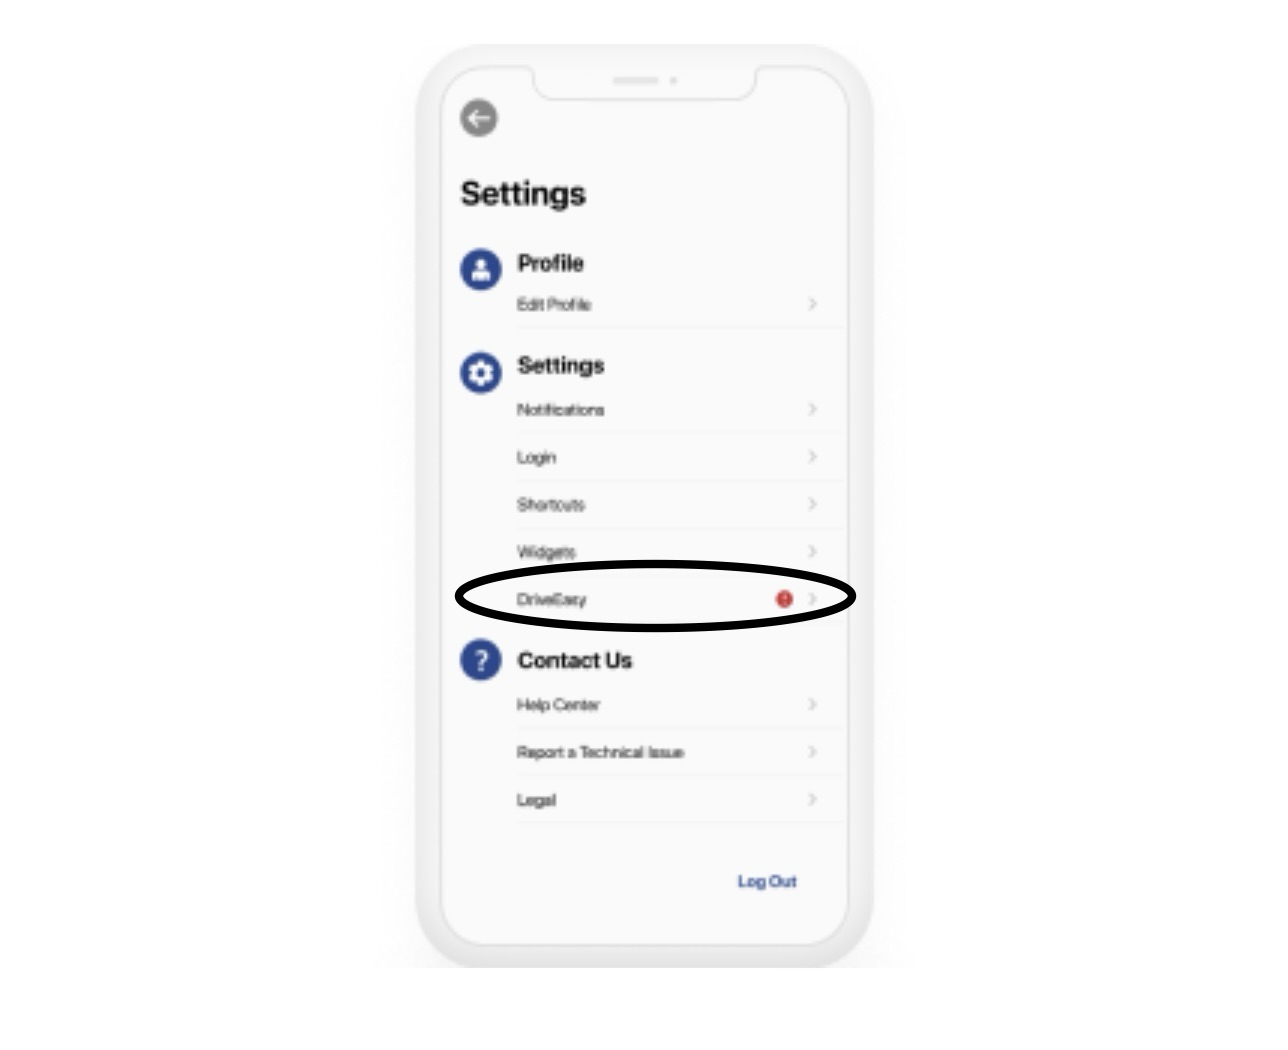 Settings
Profile
Edit Profile
Settings
Notifications
Login
Shortcuts
Widgets
DriveEasy
Contact Us
Help Center
Report a Technical Issue
Legal
Log Out